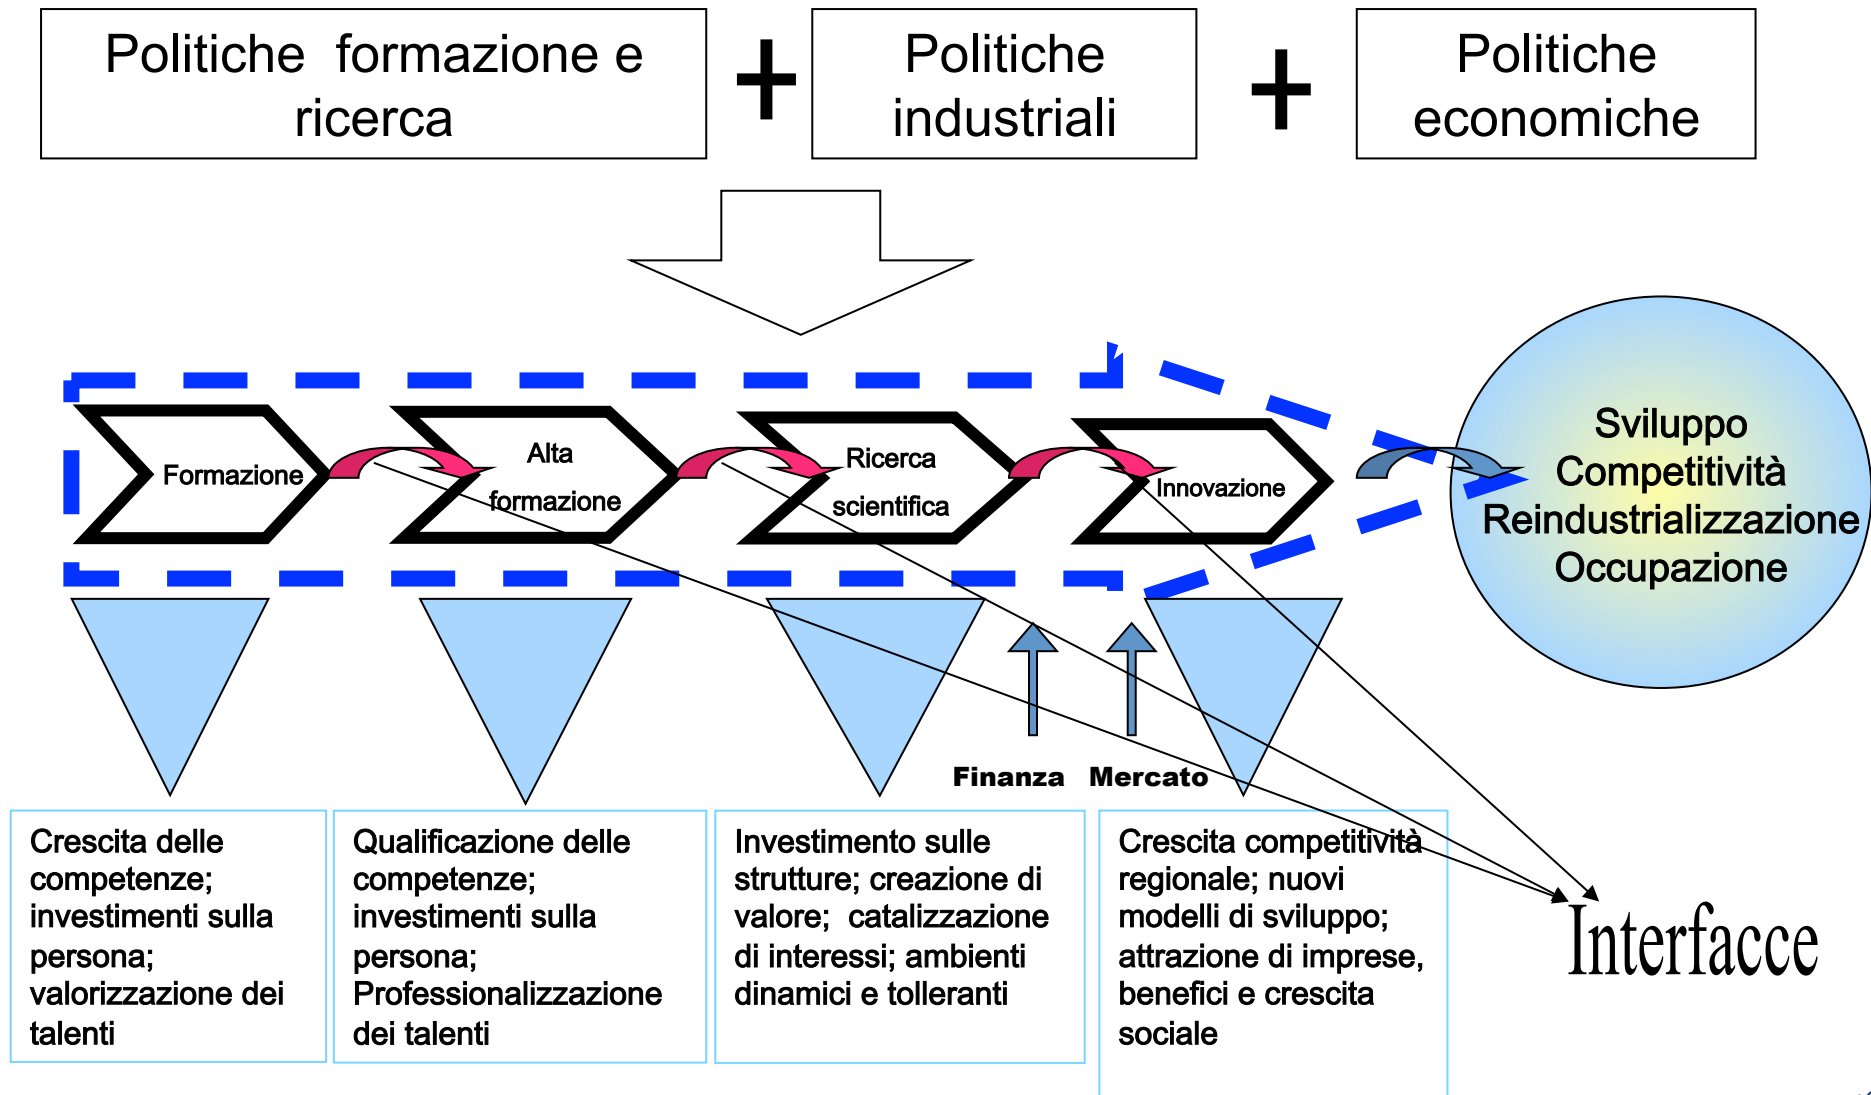 Politiche formazione e
ricerca
+
Politiche
industriali
+
Politiche
economiche
Formazione
Alta
formazione
Ricerca
scientifica
Innovazione
Sviluppo
Competitività
Reindustrializzazione
Occupazione
Finanza
Mercato
Crescita delle
competenze;
investimenti sulla
persona;
valorizzazione dei
talenti
Qualificazione delle
competenze;
investimenti sulla
persona;
Professionalizzazione
dei talenti
Investimento sulle
strutture; creazione di
valore; catalizzazione
di interessi; ambienti
dinamici e tolleranti
Crescita competitività
regionale; nuovi
modelli di sviluppo;
attrazione di imprese,
benefici e crescita
sociale
Interfacce